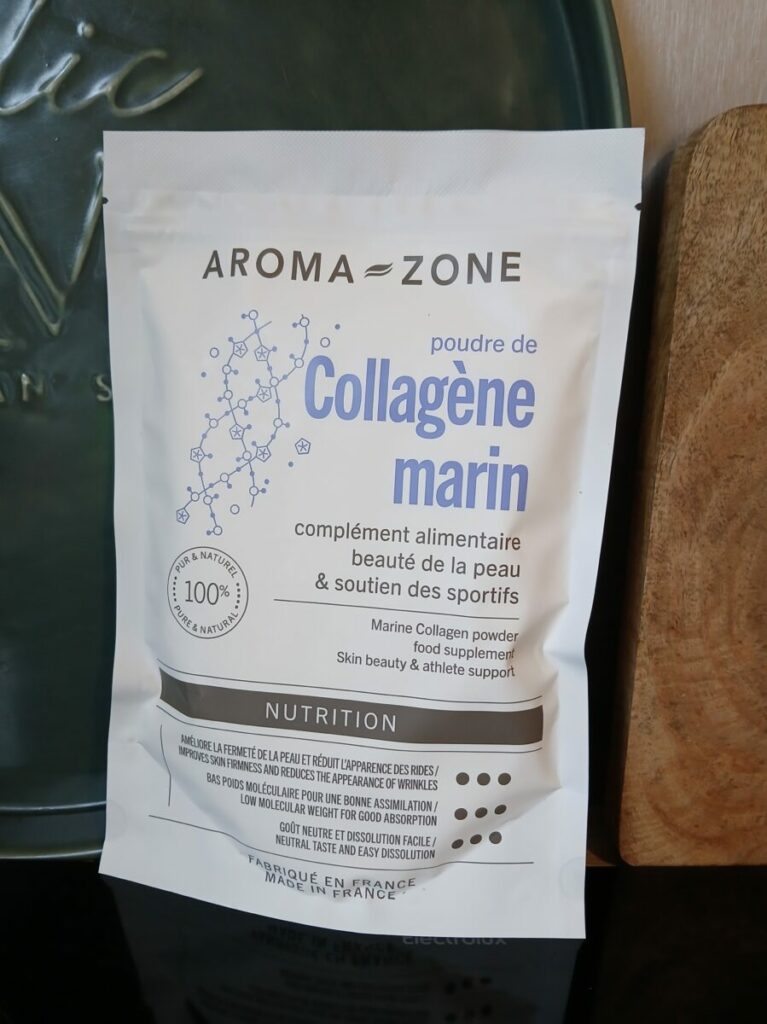 AROMA ZONE
poudre de
Collagène
marin
complément alimentaire
beauté de la peau
& soutien des sportifs
PUR & NATUREL
100%
PURE & NATURAL
Marine Collagen powder
food supplement
Skin beauty & athlete support
NUTRITION
AMÉLIORE LA FERMETÉ DE LA PEAU ET RÉDUIT L'APPARENCE DES RIDES /
IMPROVES SKIN FIRMNESS AND REDUCES THE APPEARANCE OF WRINKLES
BAS POIDS MOLÉCULAIRE POUR UNE BONNE ASSIMILATION /
LOW MOLECULAR WEIGHT FOR GOOD ABSORPTION
GOÛT NEUTRE ET DISSOLUTION FACILE /
NEUTRAL TASTE AND EASY DISSOLUTION
FABRIQUÉ EN FRANCE
MADE IN FRANCE
Electrolux